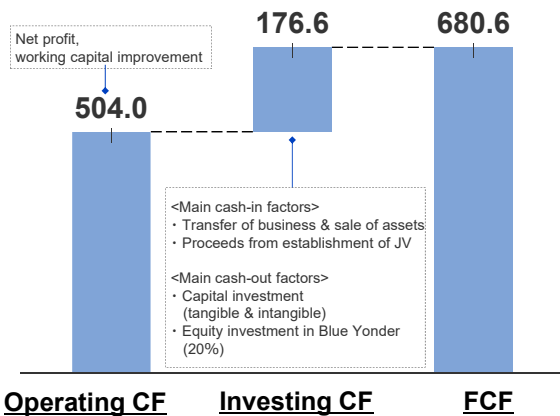 Net profit,
working capital improvement
504.0
176.6
680.6
<Main cash-in factors>
・Transfer of business & sale of assets
・Proceeds from establishment of JV
<Main cash-out factors>
・Capital investment
(tangible & intangible)
・Equity investment in Blue Yonder
(20%)
Operating CF
Investing CF
FCF